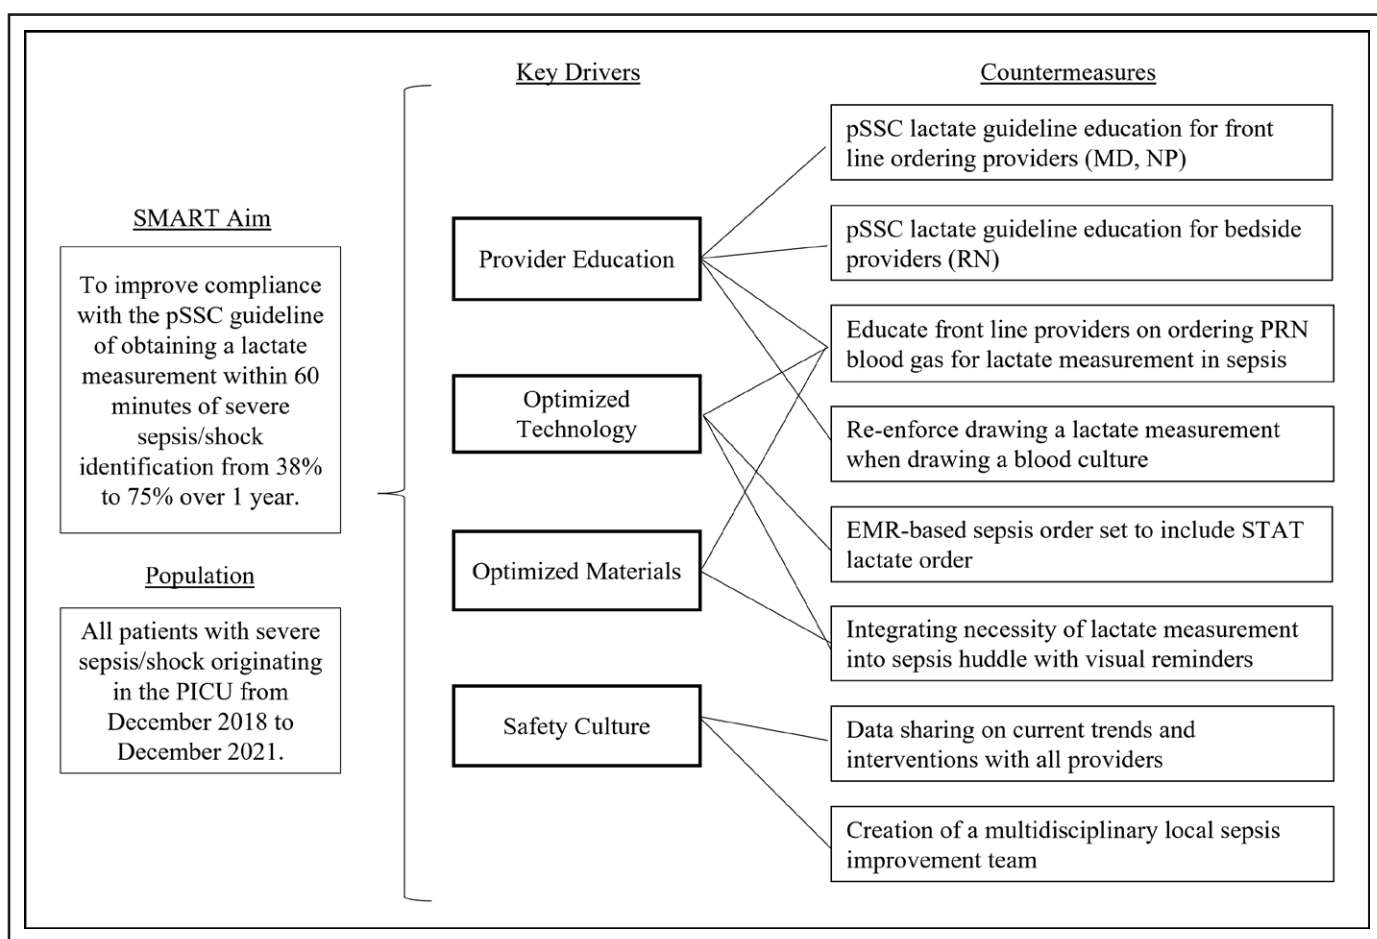 SMART Aim
To improve compliance
with the pSSC guideline
of obtaining a lactate
measurement within 60
minutes of severe
sepsis/shock
identification from 38%
to 75% over 1 year.
Population
All patients with severe
sepsis/shock originating
in the PICU from
December 2018 to
December 2021.
Key Drivers
Provider Education
Optimized
Technology
Optimized Materials
Safety Culture
Countermeasures
pSSC lactate guideline education for front
line ordering providers (MD, NP)
pSSC lactate guideline education for bedside
providers (RN)
Educate front line providers on ordering PRN
blood gas for lactate measurement in sepsis
Re-enforce drawing a lactate measurement
when drawing a blood culture
EMR-based sepsis order set to include STAT
lactate order
Integrating necessity of lactate measurement
into sepsis huddle with visual reminders
Data sharing on current trends and
interventions with all providers
Creation of a multidisciplinary local sepsis
improvement team